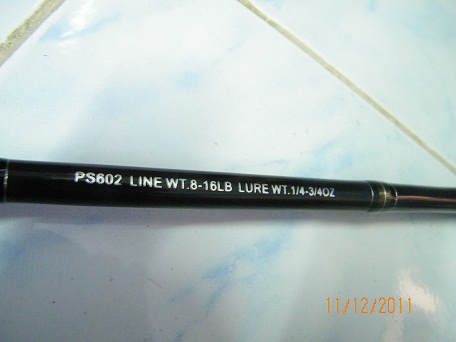 PS602 LINE WT.8-16LB LURE WT.1/4-3/4OZ
11/12/2011